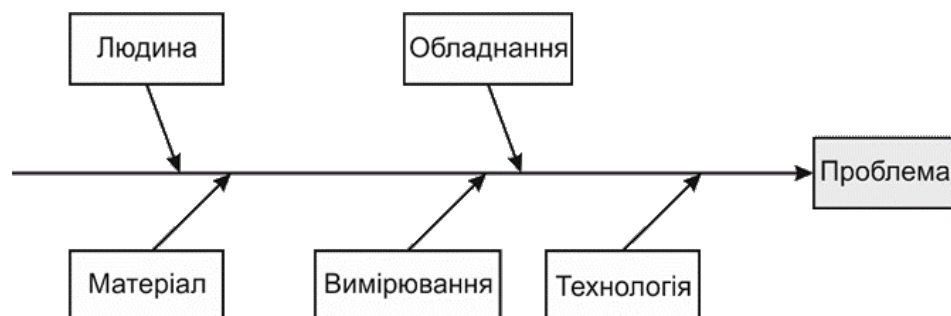 Людина
Обладнання
Проблема
Матеріал
Вимірювання
Технологія